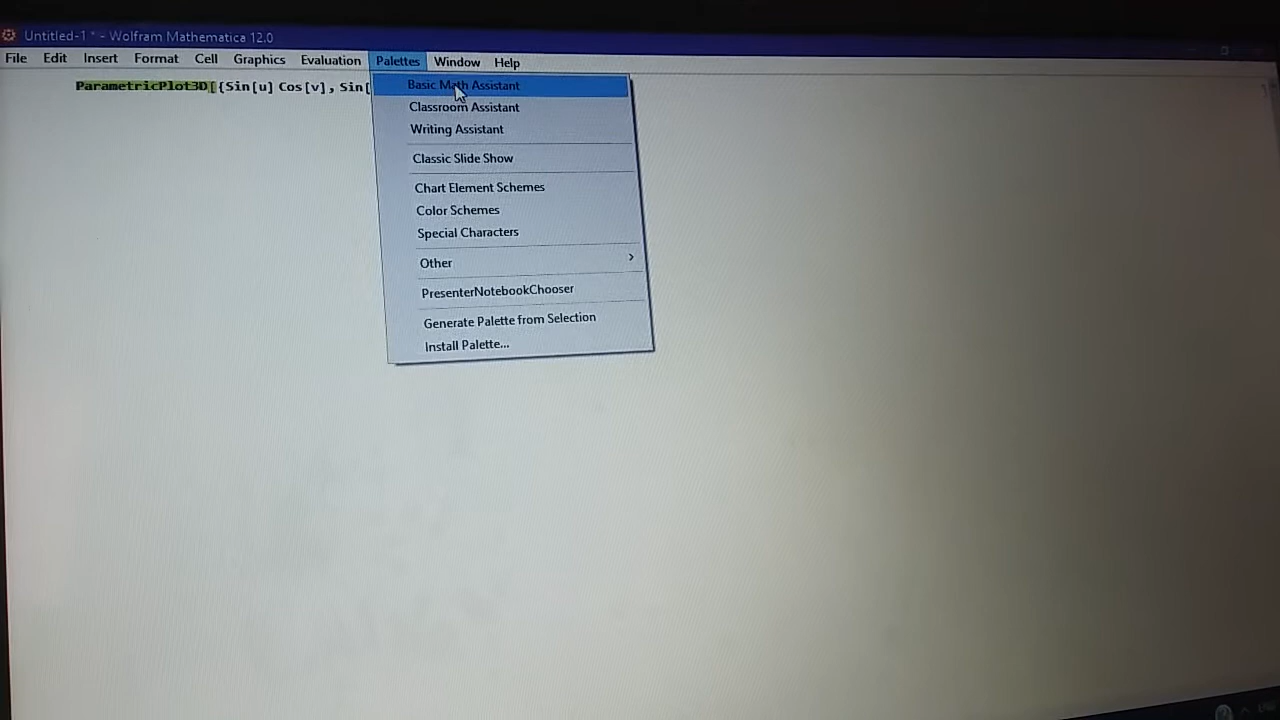 Untitled-1 * - Wolfram Mathematica 12.0
File Edit Insert Format Cell Graphics Evaluation Palettes Window Help
ParametricPlot3D[{Sin[u] Cos[v], Sin[
Basic Math Assistant
Classroom Assistant
Writing Assistant
Classic Slide Show
Chart Element Schemes
Color Schemes
Special Characters
Other
PresenterNotebookChooser
Generate Palette from Selection
Install Palette...